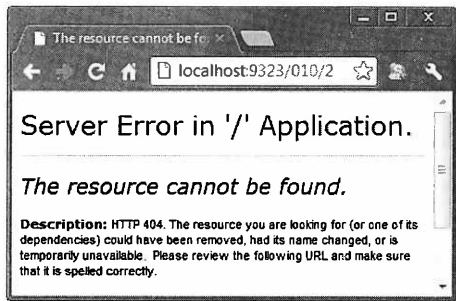 The resource cannot be fo
localhost:9323/010/2
Server Error in '/' Application.
The resource cannot be found.
Description: HTTP 404. The resource you are looking for (or one of its
dependencies) could have been removed, had its name changed, or is
temporarily unavailable. Please review the following URL and make sure
that it is spelled correctly.